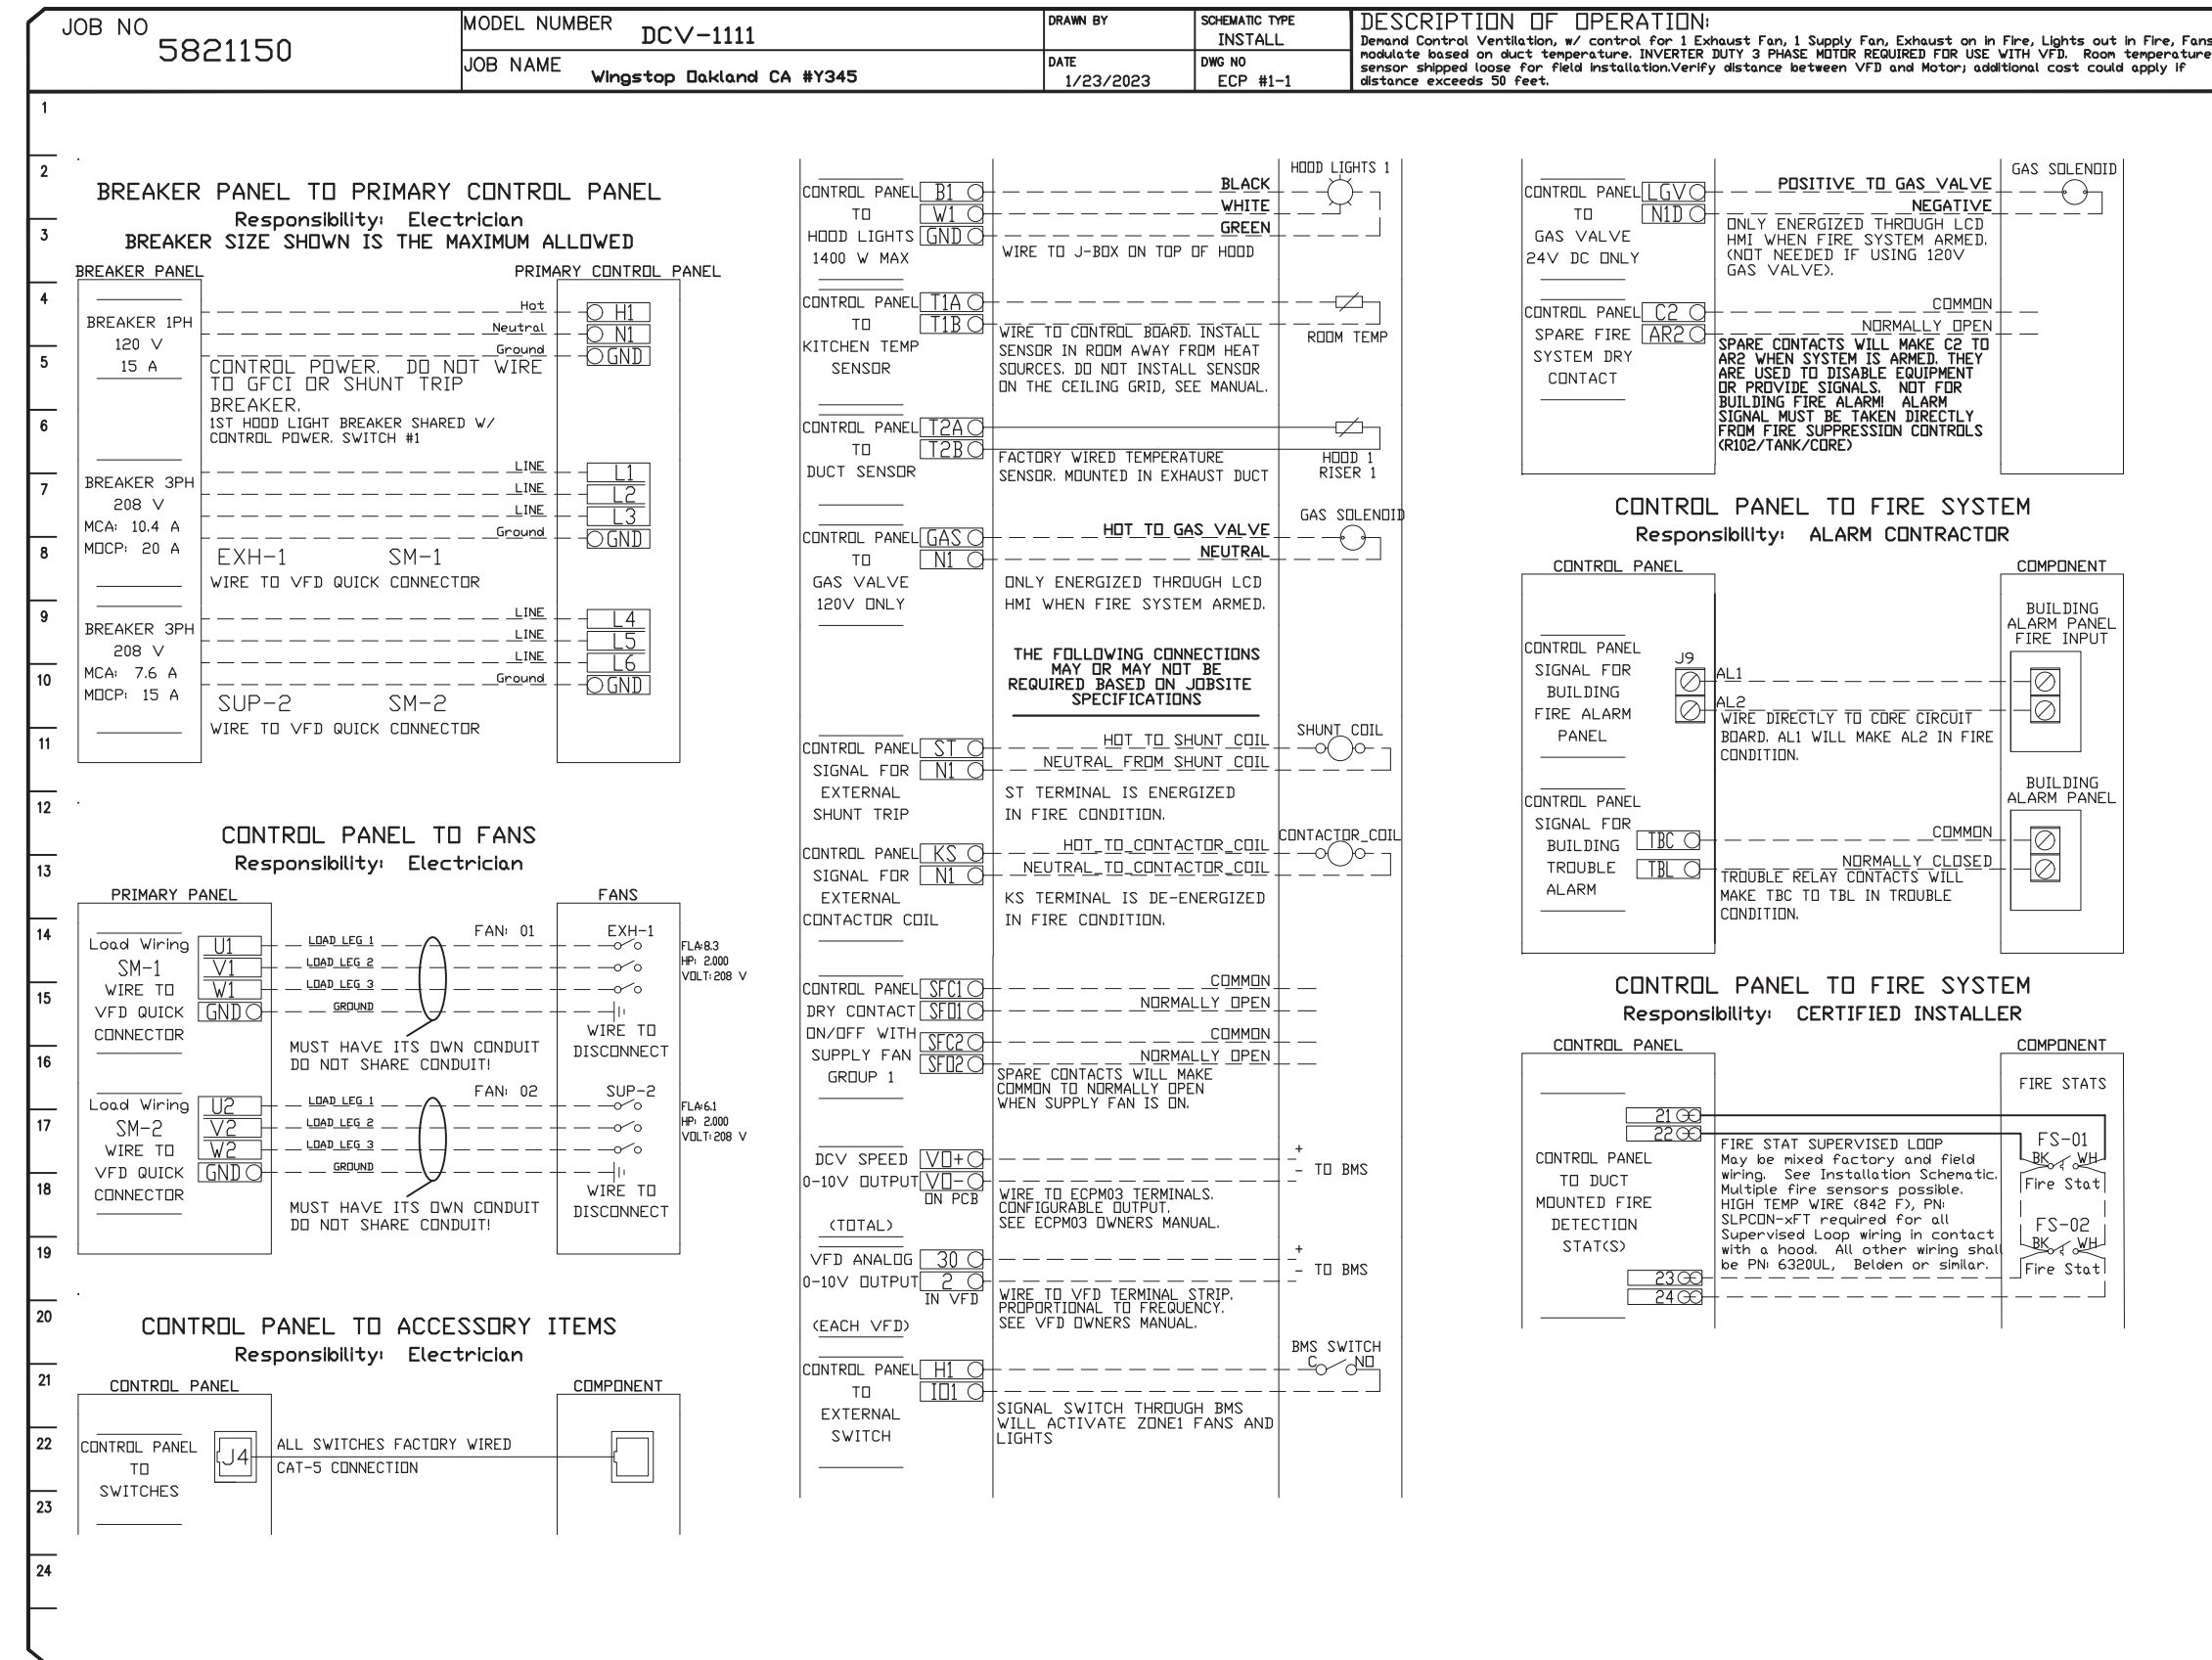 JOB NO
5821150
MODEL NUMBER
DCV-1111
JOB NAME
Wingstop Oakland CA #Y345
DRAWN BY
SCHEMATIC TYPE
INSTALL
DATE
1/23/2023
DWG NO
ECP #1-1
DESCRIPTION OF OPERATION:
Demand Control Ventilation, w/ control for 1 Exhaust Fan, 1 Supply Fan, Exhaust on in Fire, Lights out in Fire, Fans
modulate based on duct temperature. INVERTER DUTY 3 PHASE MOTOR REQUIRED FOR USE WITH VFD. Room temperature
sensor shipped loose for field installation.Verify distance between VFD and Motor; additional cost could apply if
distance exceeds 50 feet.
1
2
3
4
5
6
7
8
9
10
11
12
13
14
15
16
17
18
19
20
21
22
23
24
BREAKER PANEL TO PRIMARY CONTROL PANEL
Responsibility: Electrician
BREAKER SIZE SHOWN IS THE MAXIMUM ALLOWED
BREAKER PANEL
PRIMARY CONTROL PANEL
BREAKER 1PH
120 V
15 A
Hot
H1
Neutral
N1
Ground
GND
CONTROL POWER. DO NOT WIRE
TO GFCI OR SHUNT TRIP
BREAKER.
1ST HOOD LIGHT BREAKER SHARED W/
CONTROL POWER. SWITCH #1
BREAKER 3PH
208 V
MCA: 10.4 A
MOCP: 20 A
LINE
L1
LINE
L2
LINE
L3
Ground
GND
EXH-1 SM-1
WIRE TO VFD QUICK CONNECTOR
BREAKER 3PH
208 V
MCA: 7.6 A
MOCP: 15 A
LINE
L4
LINE
L5
LINE
L6
Ground
GND
SUP-2 SM-2
WIRE TO VFD QUICK CONNECTOR
CONTROL PANEL TO FANS
Responsibility: Electrician
PRIMARY PANEL
FANS
Load Wiring
SM-1
WIRE TO
VFD QUICK
CONNECTOR
U1
V1
W1
GND
LOAD LEG 1
LOAD LEG 2
LOAD LEG 3
GROUND
FAN: 01
EXH-1
FLA:8.3
HP: 2.000
VOLT: 208 V
MUST HAVE ITS OWN CONDUIT
DO NOT SHARE CONDUIT!
WIRE TO
DISCONNECT
Load Wiring
SM-2
WIRE TO
VFD QUICK
CONNECTOR
U2
V2
W2
GND
LOAD LEG 1
LOAD LEG 2
LOAD LEG 3
GROUND
FAN: 02
SUP-2
FLA:6.1
HP: 2.000
VOLT: 208 V
MUST HAVE ITS OWN CONDUIT
DO NOT SHARE CONDUIT!
WIRE TO
DISCONNECT
CONTROL PANEL TO ACCESSORY ITEMS
Responsibility: Electrician
CONTROL PANEL
COMPONENT
CONTROL PANEL
TO
SWITCHES
J4
ALL SWITCHES FACTORY WIRED
CAT-5 CONNECTION
CONTROL PANEL
TO
HOOD LIGHTS
1400 W MAX
B1
W1
GND
BLACK
WHITE
GREEN
HOOD LIGHTS 1
WIRE TO J-BOX ON TOP OF HOOD
CONTROL PANEL
TO
KITCHEN TEMP
SENSOR
T1A
T1B
WIRE TO CONTROL BOARD. INSTALL
SENSOR IN ROOM AWAY FROM HEAT
SOURCES. DO NOT INSTALL SENSOR
ON THE CEILING GRID, SEE MANUAL.
ROOM TEMP
CONTROL PANEL
TO
DUCT SENSOR
T2A
T2B
FACTORY WIRED TEMPERATURE
SENSOR. MOUNTED IN EXHAUST DUCT
HOOD 1
RISER 1
CONTROL PANEL
TO
GAS VALVE
120V ONLY
GAS
N1
HOT TO GAS VALVE
NEUTRAL
GAS SOLENOID
ONLY ENERGIZED THROUGH LCD
HMI WHEN FIRE SYSTEM ARMED.
THE FOLLOWING CONNECTIONS
MAY OR MAY NOT BE
REQUIRED BASED ON JOBSITE
SPECIFICATIONS
CONTROL PANEL
SIGNAL FOR
EXTERNAL
SHUNT TRIP
ST
N1
HOT TO SHUNT COIL
NEUTRAL FROM SHUNT COIL
SHUNT COIL
ST TERMINAL IS ENERGIZED
IN FIRE CONDITION.
CONTROL PANEL
SIGNAL FOR
EXTERNAL
CONTACTOR COIL
KS
N1
HOT_TO_CONTACTOR_COIL
NEUTRAL_TO_CONTACTOR_COIL
CONTACTOR_COIL
KS TERMINAL IS DE-ENERGIZED
IN FIRE CONDITION.
CONTROL PANEL
DRY CONTACT
ON/OFF WITH
SUPPLY FAN
GROUP 1
SFC1
SFO1
SFC2
SFO2
COMMON
NORMALLY OPEN
COMMON
NORMALLY OPEN
SPARE CONTACTS WILL MAKE
COMMON TO NORMALLY OPEN
WHEN SUPPLY FAN IS ON.
DCV SPEED
0-10V OUTPUT
(TOTAL)
VO+
VO-
ON PCB
+
- TO BMS
WIRE TO ECPM03 TERMINALS.
CONFIGURABLE OUTPUT.
SEE ECPM03 OWNERS MANUAL.
VFD ANALOG
0-10V OUTPUT
(EACH VFD)
30
2
IN VFD
+
- TO BMS
WIRE TO VFD TERMINAL STRIP.
PROPORTIONAL TO FREQUENCY.
SEE VFD OWNERS MANUAL.
CONTROL PANEL
TO
EXTERNAL
SWITCH
H1
IO1
BMS SWITCH
C NO
SIGNAL SWITCH THROUGH BMS
WILL ACTIVATE ZONE1 FANS AND
LIGHTS
CONTROL PANEL
TO
GAS VALVE
24V DC ONLY
LGV
N1D
POSITIVE TO GAS VALVE
NEGATIVE
GAS SOLENOID
ONLY ENERGIZED THROUGH LCD
HMI WHEN FIRE SYSTEM ARMED.
(NOT NEEDED IF USING 120V
GAS VALVE).
CONTROL PANEL
SPARE FIRE
SYSTEM DRY
CONTACT
C2
AR2
COMMON
NORMALLY OPEN
SPARE CONTACTS WILL MAKE C2 TO
AR2 WHEN SYSTEM IS ARMED. THEY
ARE USED TO DISABLE EQUIPMENT
OR PROVIDE SIGNALS. NOT FOR
BUILDING FIRE ALARM! ALARM
SIGNAL MUST BE TAKEN DIRECTLY
FROM FIRE SUPPRESSION CONTROLS
(R102/TANK/CORE)
CONTROL PANEL TO FIRE SYSTEM
Responsibility: ALARM CONTRACTOR
CONTROL PANEL
COMPONENT
CONTROL PANEL
SIGNAL FOR
BUILDING
FIRE ALARM
PANEL
J9
AL1
AL2
BUILDING
ALARM PANEL
FIRE INPUT
WIRE DIRECTLY TO CORE CIRCUIT
BOARD. AL1 WILL MAKE AL2 IN FIRE
CONDITION.
CONTROL PANEL
SIGNAL FOR
BUILDING
TROUBLE
ALARM
TBC
TBL
COMMON
NORMALLY CLOSED
BUILDING
ALARM PANEL
TROUBLE RELAY CONTACTS WILL
MAKE TBC TO TBL IN TROUBLE
CONDITION.
CONTROL PANEL TO FIRE SYSTEM
Responsibility: CERTIFIED INSTALLER
CONTROL PANEL
COMPONENT
FIRE STATS
CONTROL PANEL
TO DUCT
MOUNTED FIRE
DETECTION
STAT(S)
21
22
23
24
FIRE STAT SUPERVISED LOOP
May be mixed factory and field
wiring. See Installation Schematic.
Multiple fire sensors possible.
HIGH TEMP WIRE (842 F), PN:
SLPCON-xFT required for all
Supervised Loop wiring in contact
with a hood. All other wiring shall
be PN: 6320UL, Belden or similar.
FS-01
BK WH
Fire Stat
FS-02
BK WH
Fire Stat